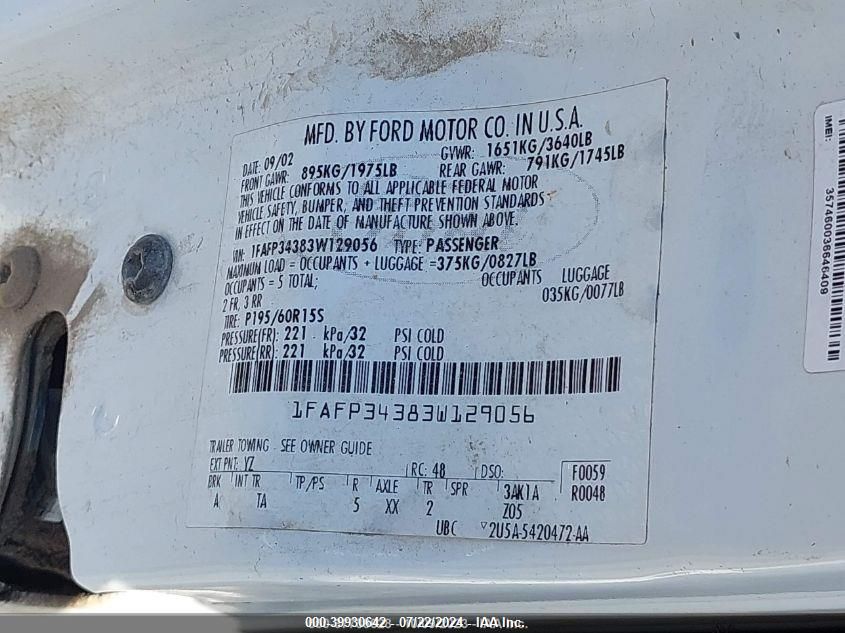 MFD. BY FORD MOTOR CO. IN U.S.A.
DATE: 09/02 GVWR: 1651KG/3640LB
FRONT GAWR: 895KG/1975LB REAR GAWR: 791KG/1745LB
THIS VEHICLE CONFORMS TO ALL APPLICABLE FEDERAL MOTOR
VEHICLE SAFETY, BUMPER, AND THEFT PREVENTION STANDARDS
IN EFFECT ON THE DATE OF MANUFACTURE SHOWN ABOVE.
VIN: 1FAFP34383W129056 TYPE: PASSENGER
MAXIMUM LOAD = OCCUPANTS + LUGGAGE =375KG/0827LB
OCCUPANTS = 5 TOTAL; OCCUPANTS LUGGAGE
2 FR, 3 RR 035KG/0077LB
TIRE: P195/60R15S
PRESSURE(FR): 221 kPa/32 PSI COLD
PRESSURE(RR): 221 kPa/32 PSI COLD
1FAFP34383W129056
TRAILER TOWING - SEE OWNER GUIDE
EXT PNT: YZ RC: 48 DSO: F0059
BRK INT TR TP/PS R AXLE TR SPR 3AK1A R0048
A TA 5 XX 2 Z05
UBC 2U5A-5420472-AA
IMEI:
357460936646409
000-39930642 07/22/2024 IAA Inc.